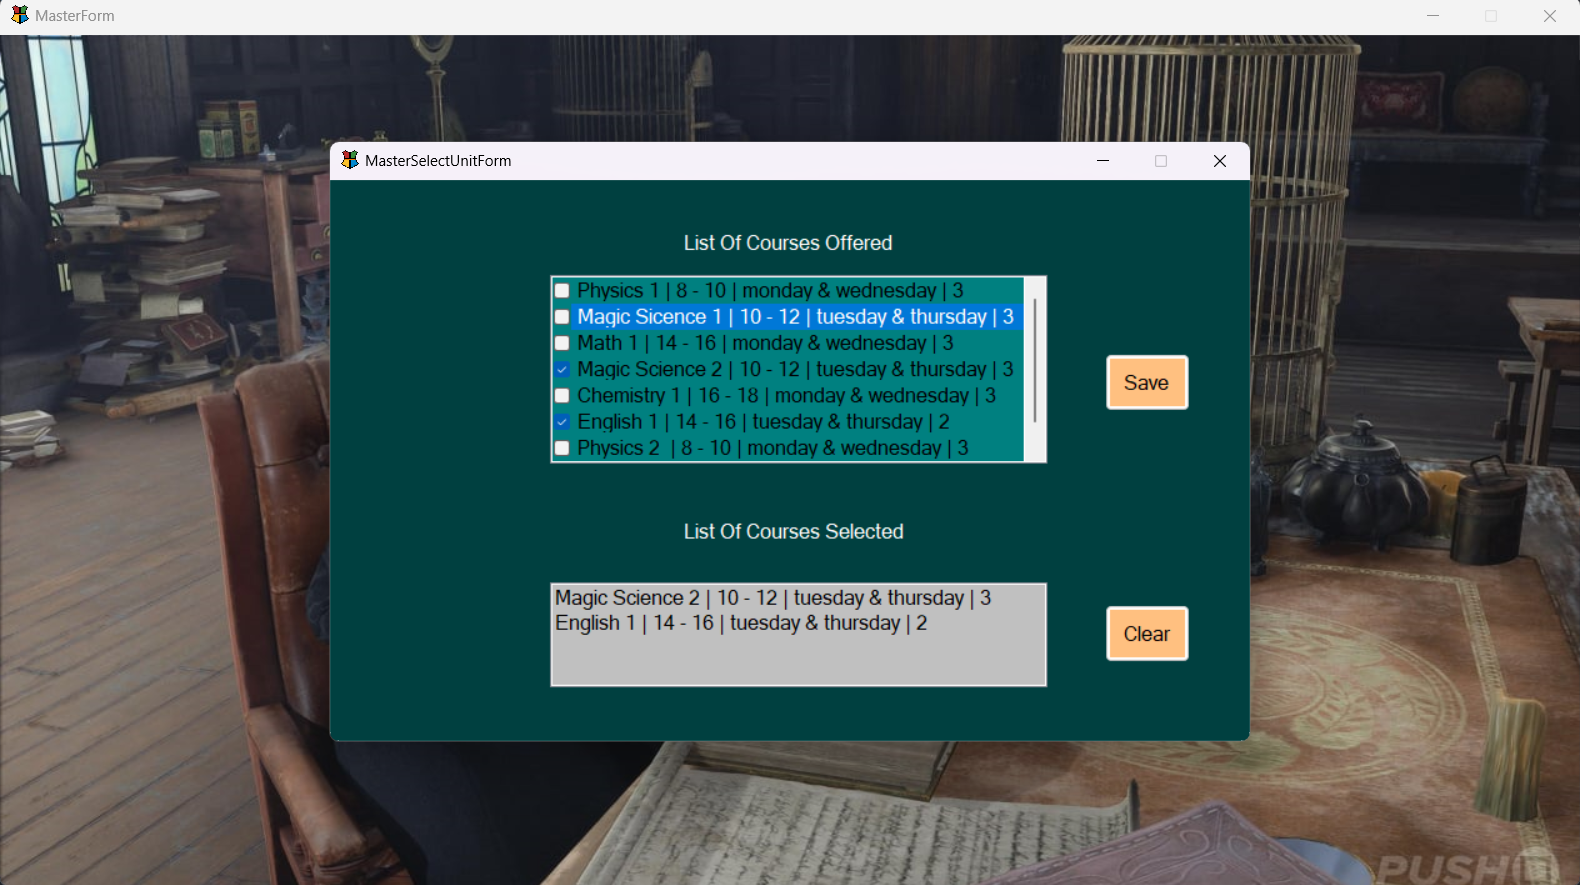 MasterForm
MasterSelectUnitForm
List Of Courses Offered
Physics 1 | 8 - 10 | monday & wednesday | 3
Magic Sicence 1 | 10 - 12 | tuesday & thursday | 3
Math 1 | 14 - 16 | monday & wednesday | 3
Magic Science 2 | 10 - 12 | tuesday & thursday | 3
Chemistry 1 | 16 - 18 | monday & wednesday | 3
English 1 | 14 - 16 | tuesday & thursday | 2
Physics 2  | 8 - 10 | monday & wednesday | 3
Save
List Of Courses Selected
Magic Science 2 | 10 - 12 | tuesday & thursday | 3
English 1 | 14 - 16 | tuesday & thursday | 2
Clear
PUSH